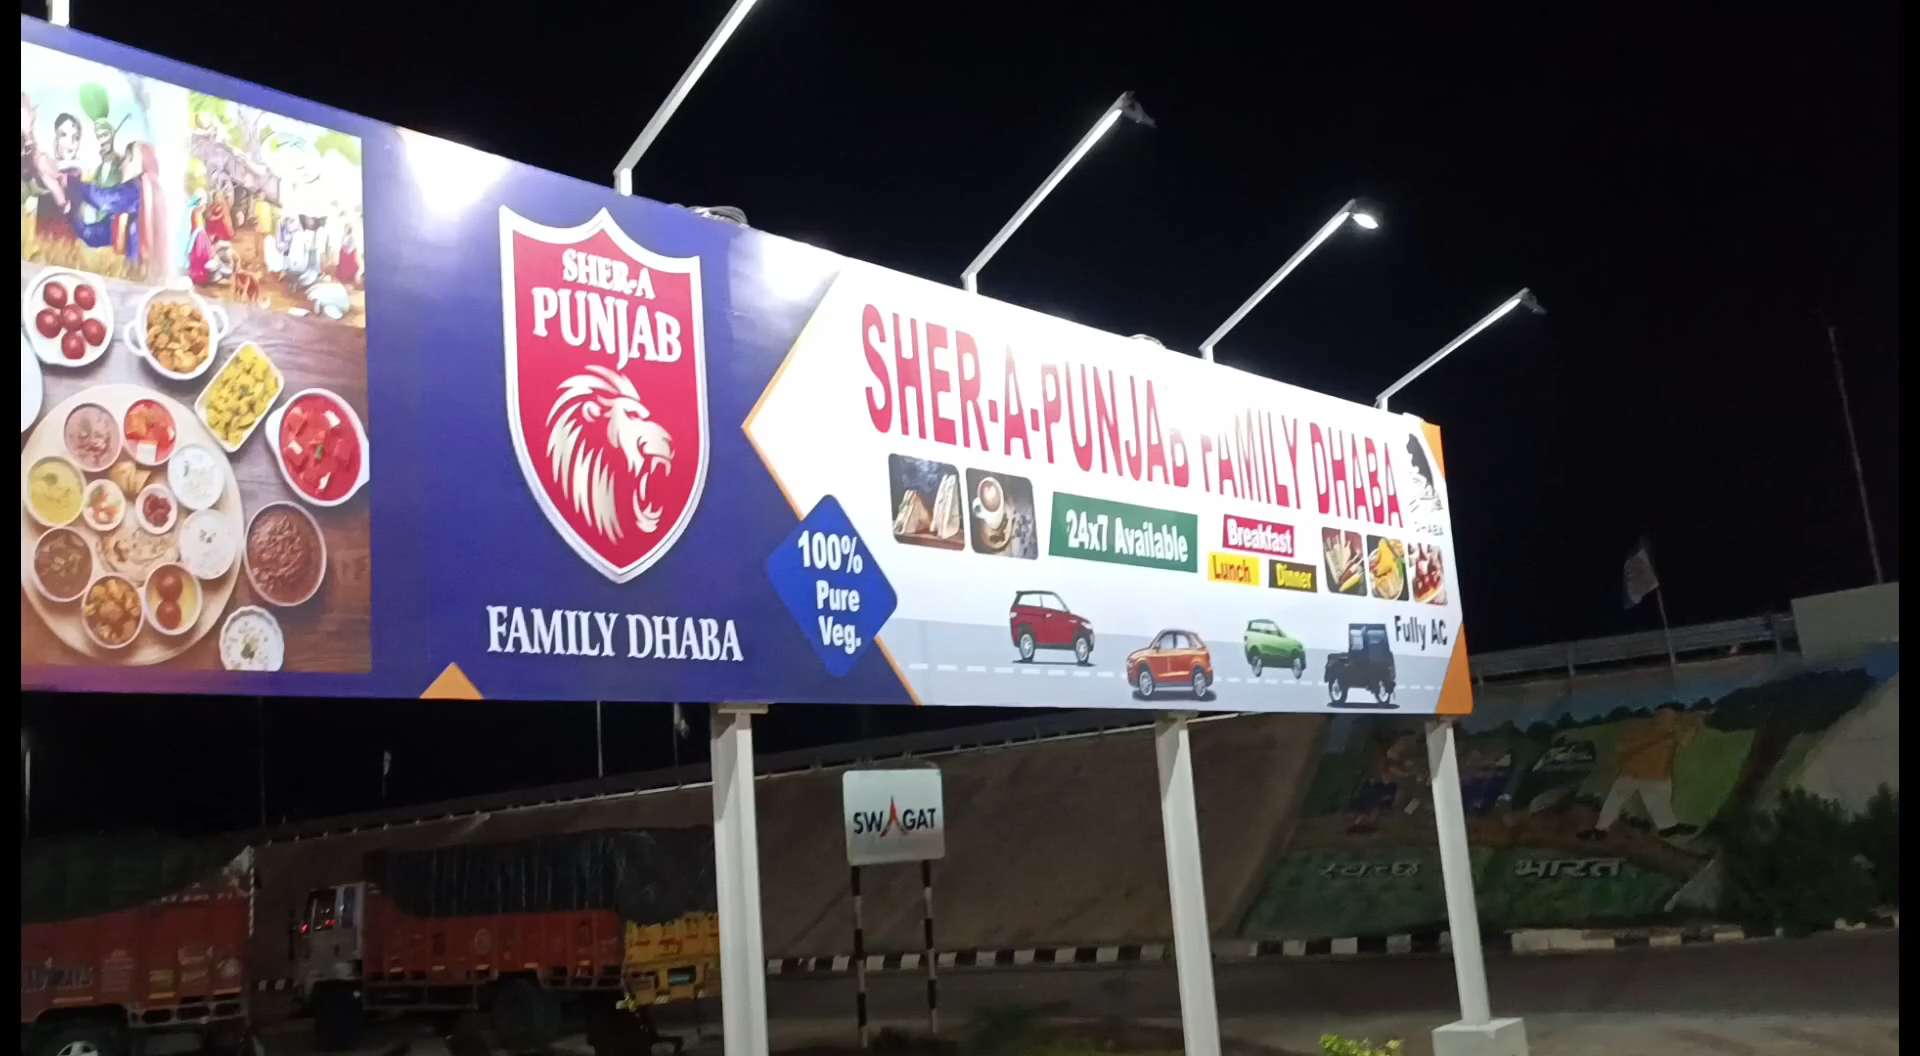 SHER-A
PUNJAB
FAMILY DHABA
100%
Pure
Veg.
SHER-A-PUNJAB FAMILY DHABA
24x7 Available
Breakfast
Lunch
Dinner
DHABA
Fully AC
SWAGAT
स्वच्छ भारत